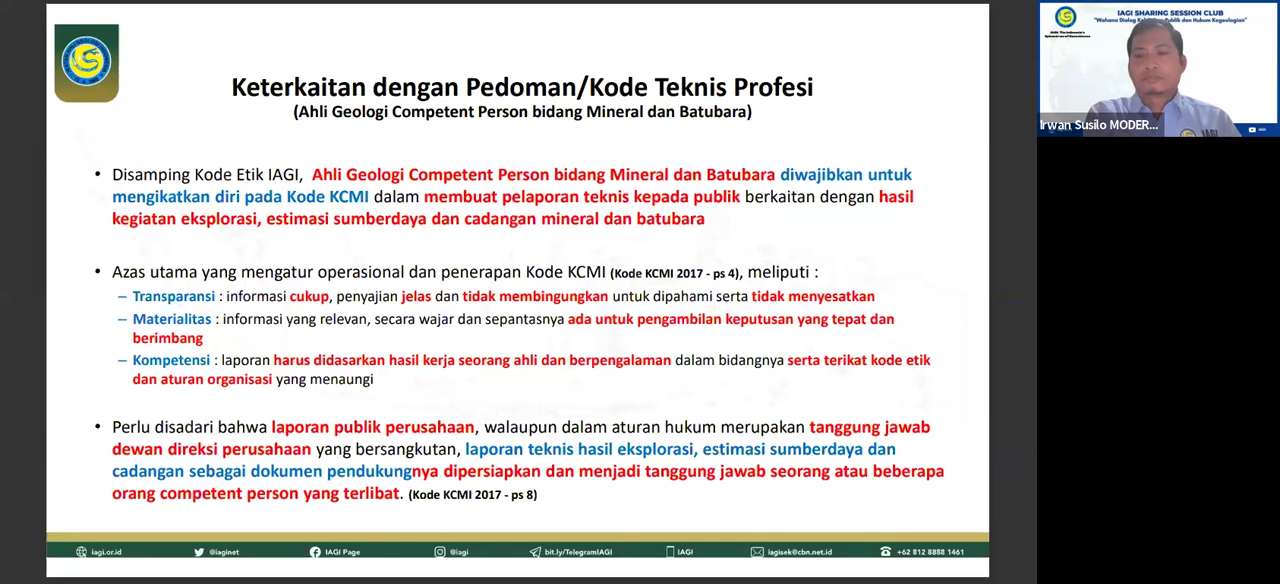 Keterkaitan dengan Pedoman/Kode Teknis Profesi
(Ahli Geologi Competent Person bidang Mineral dan Batubara)
• Disamping Kode Etik IAGI, Ahli Geologi Competent Person bidang Mineral dan Batubara diwajibkan untuk
mengikatkan diri pada Kode KCMI dalam membuat pelaporan teknis kepada publik berkaitan dengan hasil
kegiatan eksplorasi, estimasi sumberdaya dan cadangan mineral dan batubara
• Azas utama yang mengatur operasional dan penerapan Kode KCMI (Kode KCMI 2017 - ps 4), meliputi :
– Transparansi : informasi cukup, penyajian jelas dan tidak membingungkan untuk dipahami serta tidak menyesatkan
– Materialitas : informasi yang relevan, secara wajar dan sepantasnya ada untuk pengambilan keputusan yang tepat dan
berimbang
– Kompetensi : laporan harus didasarkan hasil kerja seorang ahli dan berpengalaman dalam bidangnya serta terikat kode etik
dan aturan organisasi yang menaungi
• Perlu disadari bahwa laporan publik perusahaan, walaupun dalam aturan hukum merupakan tanggung jawab
dewan direksi perusahaan yang bersangkutan, laporan teknis hasil eksplorasi, estimasi sumberdaya dan
cadangan sebagai dokumen pendukungnya dipersiapkan dan menjadi tanggung jawab seorang atau beberapa
orang competent person yang terlibat. (Kode KCMI 2017 - ps 8)
iagi.or.id @iaginet IAGI Page @iagi bit.ly/TelegramIAGI IAGI iagisek@cbn.net.id +62 812 8888 1461
IAGI SHARING SESSION CLUB
Irwan Susilo MODER...
IAGI